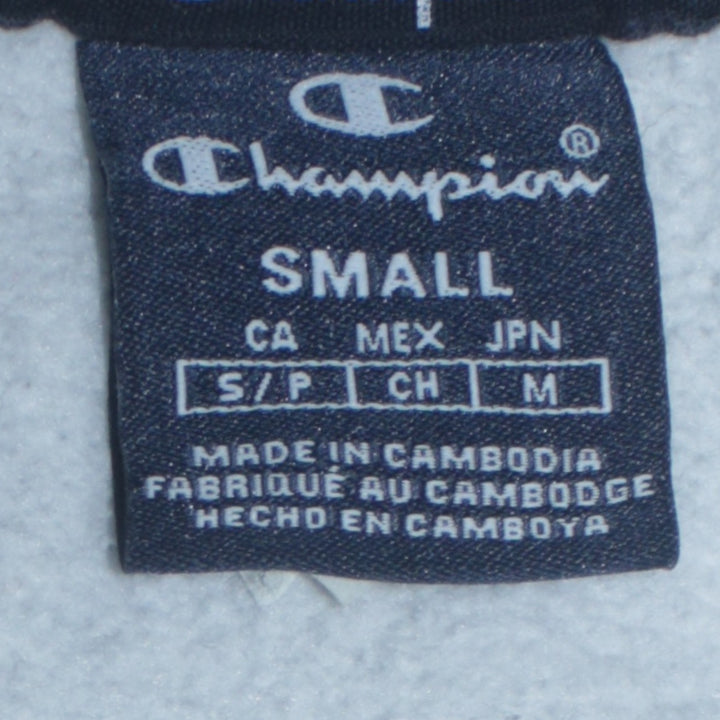 Champion®
SMALL
CA MEX JPN
S/P CH M
MADE IN CAMBODIA
FABRIQUÉ AU CAMBODGE
HECHO EN CAMBOYA